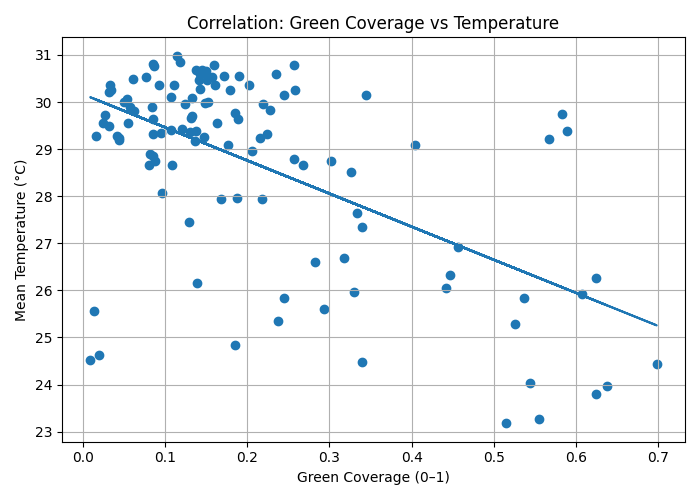 Correlation: Green Coverage vs Temperature
31
30
29
28
27
26
25
24
23
Mean Temperature (°C)
0.0 0.1 0.2 0.3 0.4 0.5 0.6 0.7
Green Coverage (0–1)